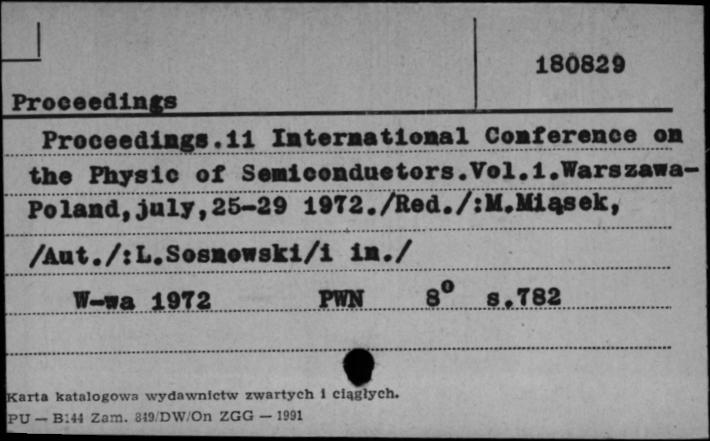 180829
Proceedings
Proceedings.11 International Conference on
the Physic of Semiconductors.Vol.1.Warszawa-
Poland,july,25-29 1972./Red./:M.Miąsek,
/Aut./:L.Sosnowski/i in./
W-wa 1972 PWN 8° s.782
Karta katalogowa wydawnictw zwartych i ciągłych.
PU — B:44 Zam. 849/DW/On ZGG — 1991